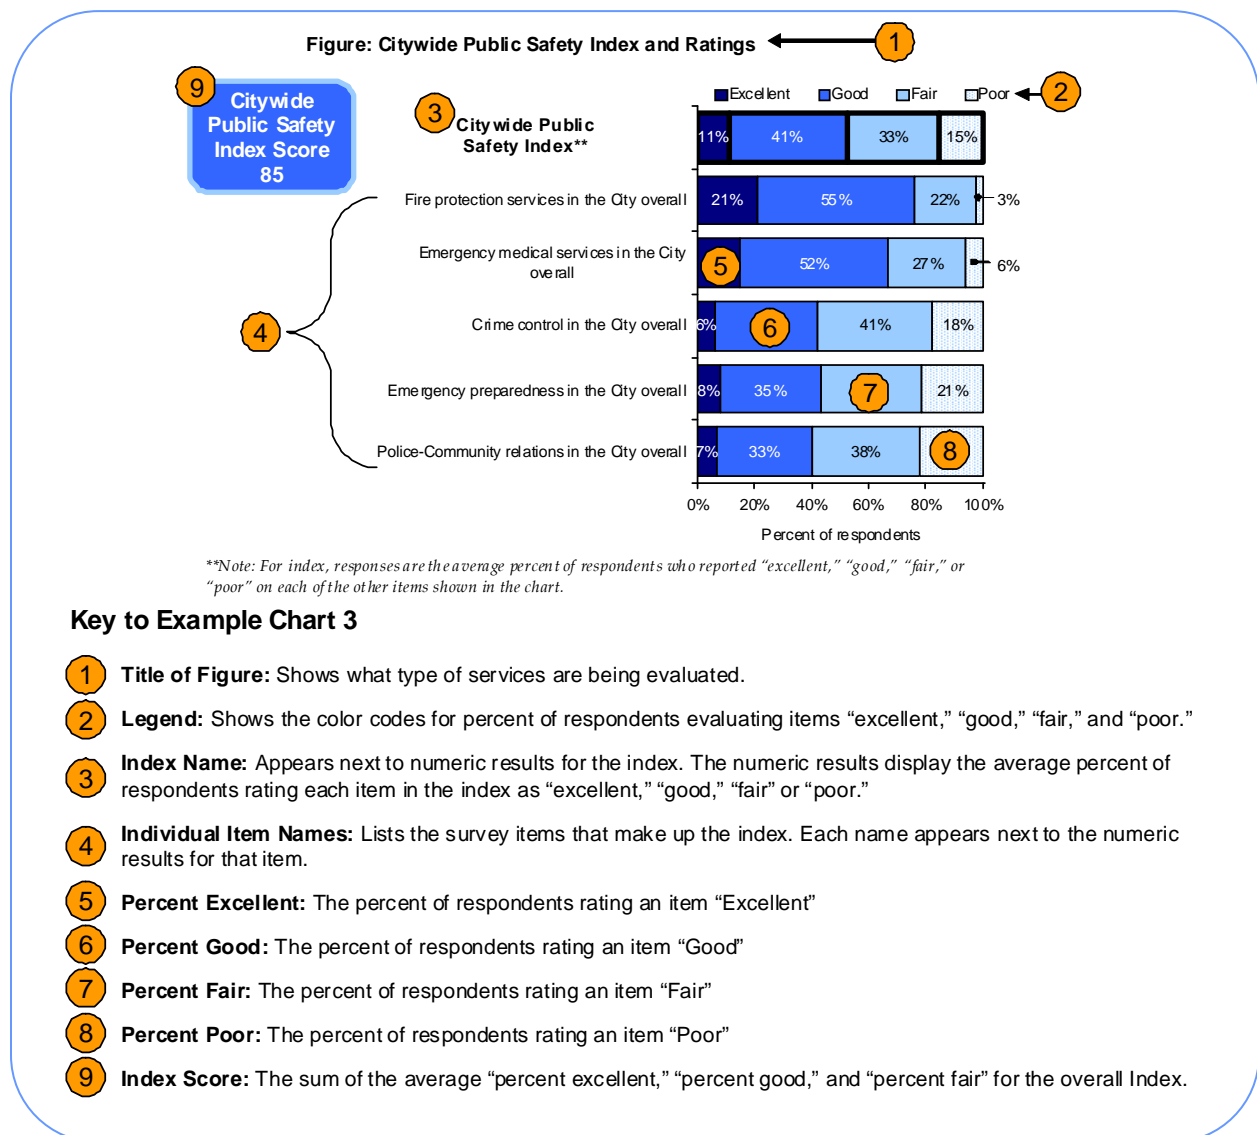 Figure: Citywide Public Safety Index and Ratings
1
9
Citywide
Public Safety
Index Score
85
3
Citywide Public
Safety Index**
Excellent Good Fair Poor
2
11% 41% 33% 15%
Fire protection services in the City overall
21% 55% 22% 3%
Emergency medical services in the City
overall
5 52% 27% 6%
4
Crime control in the City overall
6% 6 41% 18%
Emergency preparedness in the City overall
8% 35% 7 21%
Police-Community relations in the City overall
7% 33% 38% 8
0% 20% 40% 60% 80% 100%
Percent of respondents
**Note: For index, responses are the average percent of respondents who reported “excellent,” “good,” “fair,” or
“poor” on each of the other items shown in the chart.
Key to Example Chart 3
1 Title of Figure: Shows what type of services are being evaluated.
2 Legend: Shows the color codes for percent of respondents evaluating items “excellent,” “good,” “fair,” and “poor.”
3 Index Name: Appears next to numeric results for the index. The numeric results display the average percent of
respondents rating each item in the index as “excellent,” “good,” “fair” or “poor.”
4 Individual Item Names: Lists the survey items that make up the index. Each name appears next to the numeric
results for that item.
5 Percent Excellent: The percent of respondents rating an item “Excellent”
6 Percent Good: The percent of respondents rating an item “Good”
7 Percent Fair: The percent of respondents rating an item “Fair”
8 Percent Poor: The percent of respondents rating an item “Poor”
9 Index Score: The sum of the average “percent excellent,” “percent good,” and “percent fair” for the overall Index.